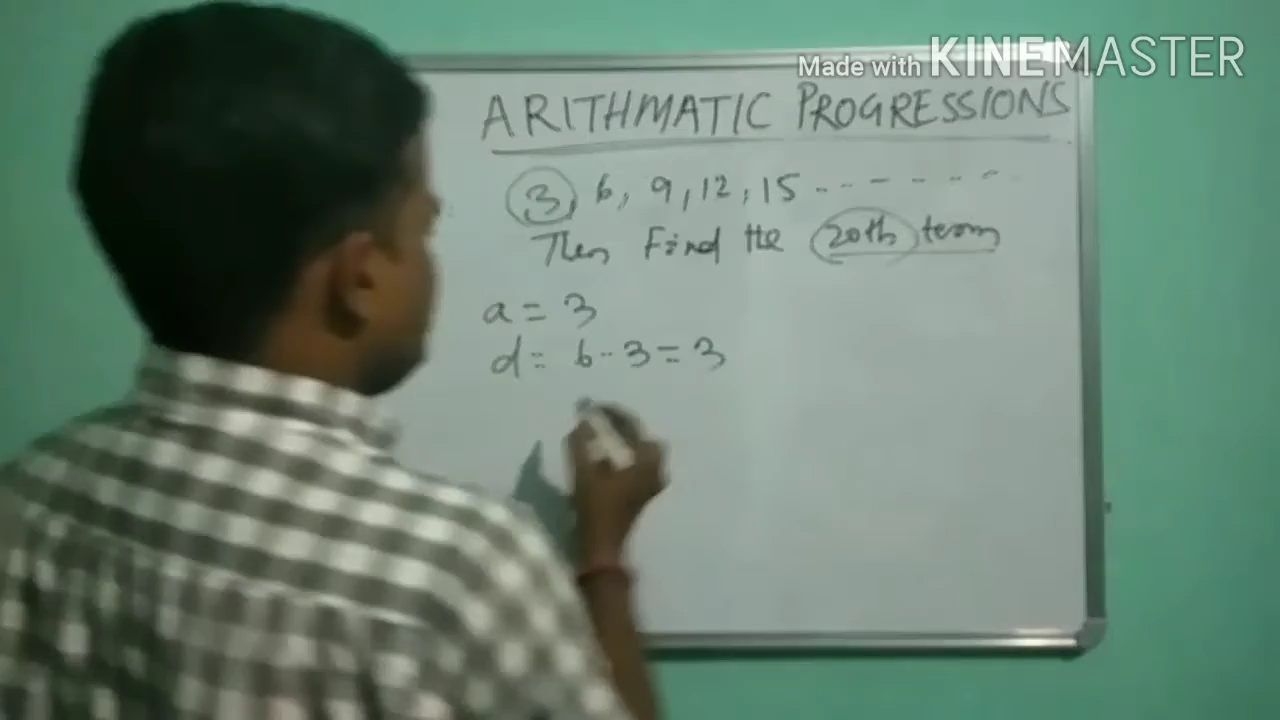 Made with KINEMASTER
ARITHMATIC PROGRESSIONS
3, 6, 9, 12, 15 - - - - - - -
Then Find the 20th term
a = 3
d = 6 - 3 = 3